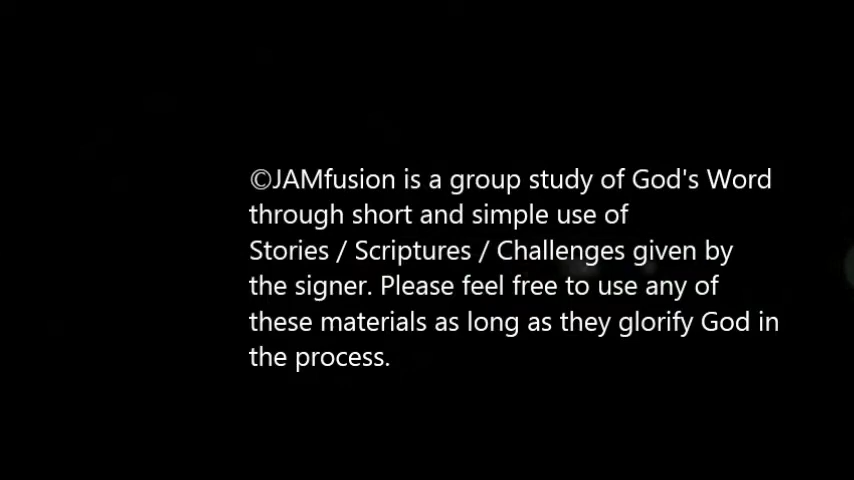 ©JAMfusion is a group study of God's Word
through short and simple use of
Stories / Scriptures / Challenges given by
the signer. Please feel free to use any of
these materials as long as they glorify God in
the process.